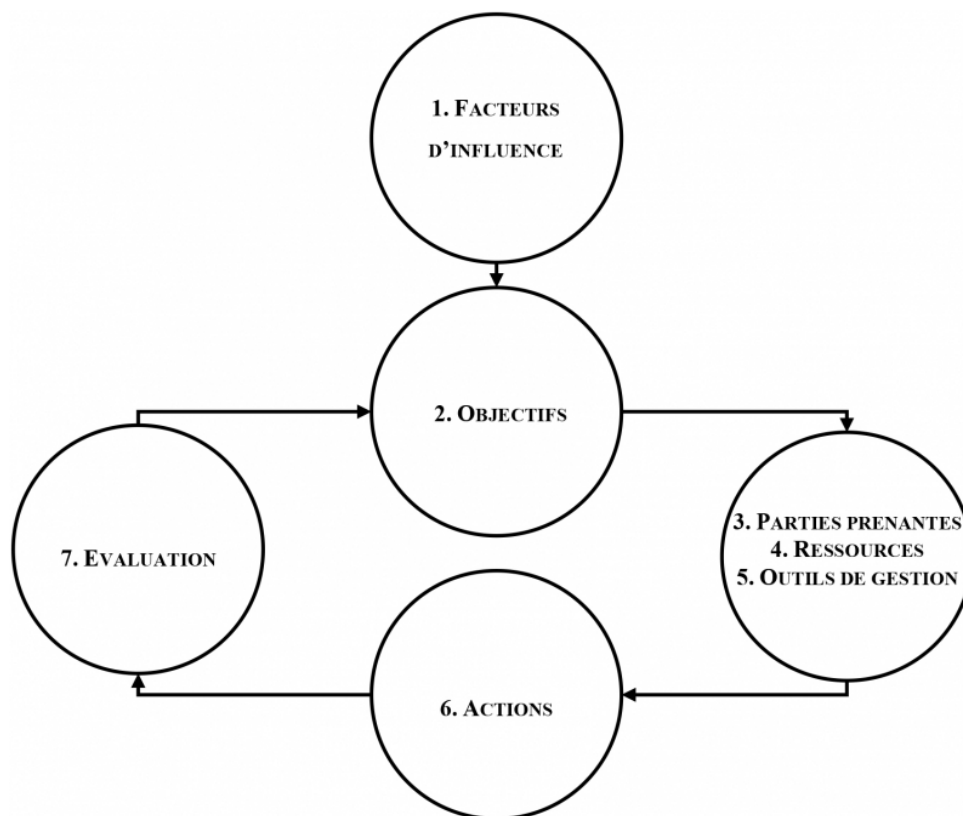 1. FACTEURS
D'INFLUENCE
2. OBJECTIFS
3. PARTIES PRENANTES
4. RESSOURCES
5. OUTILS DE GESTION
7. EVALUATION
6. ACTIONS